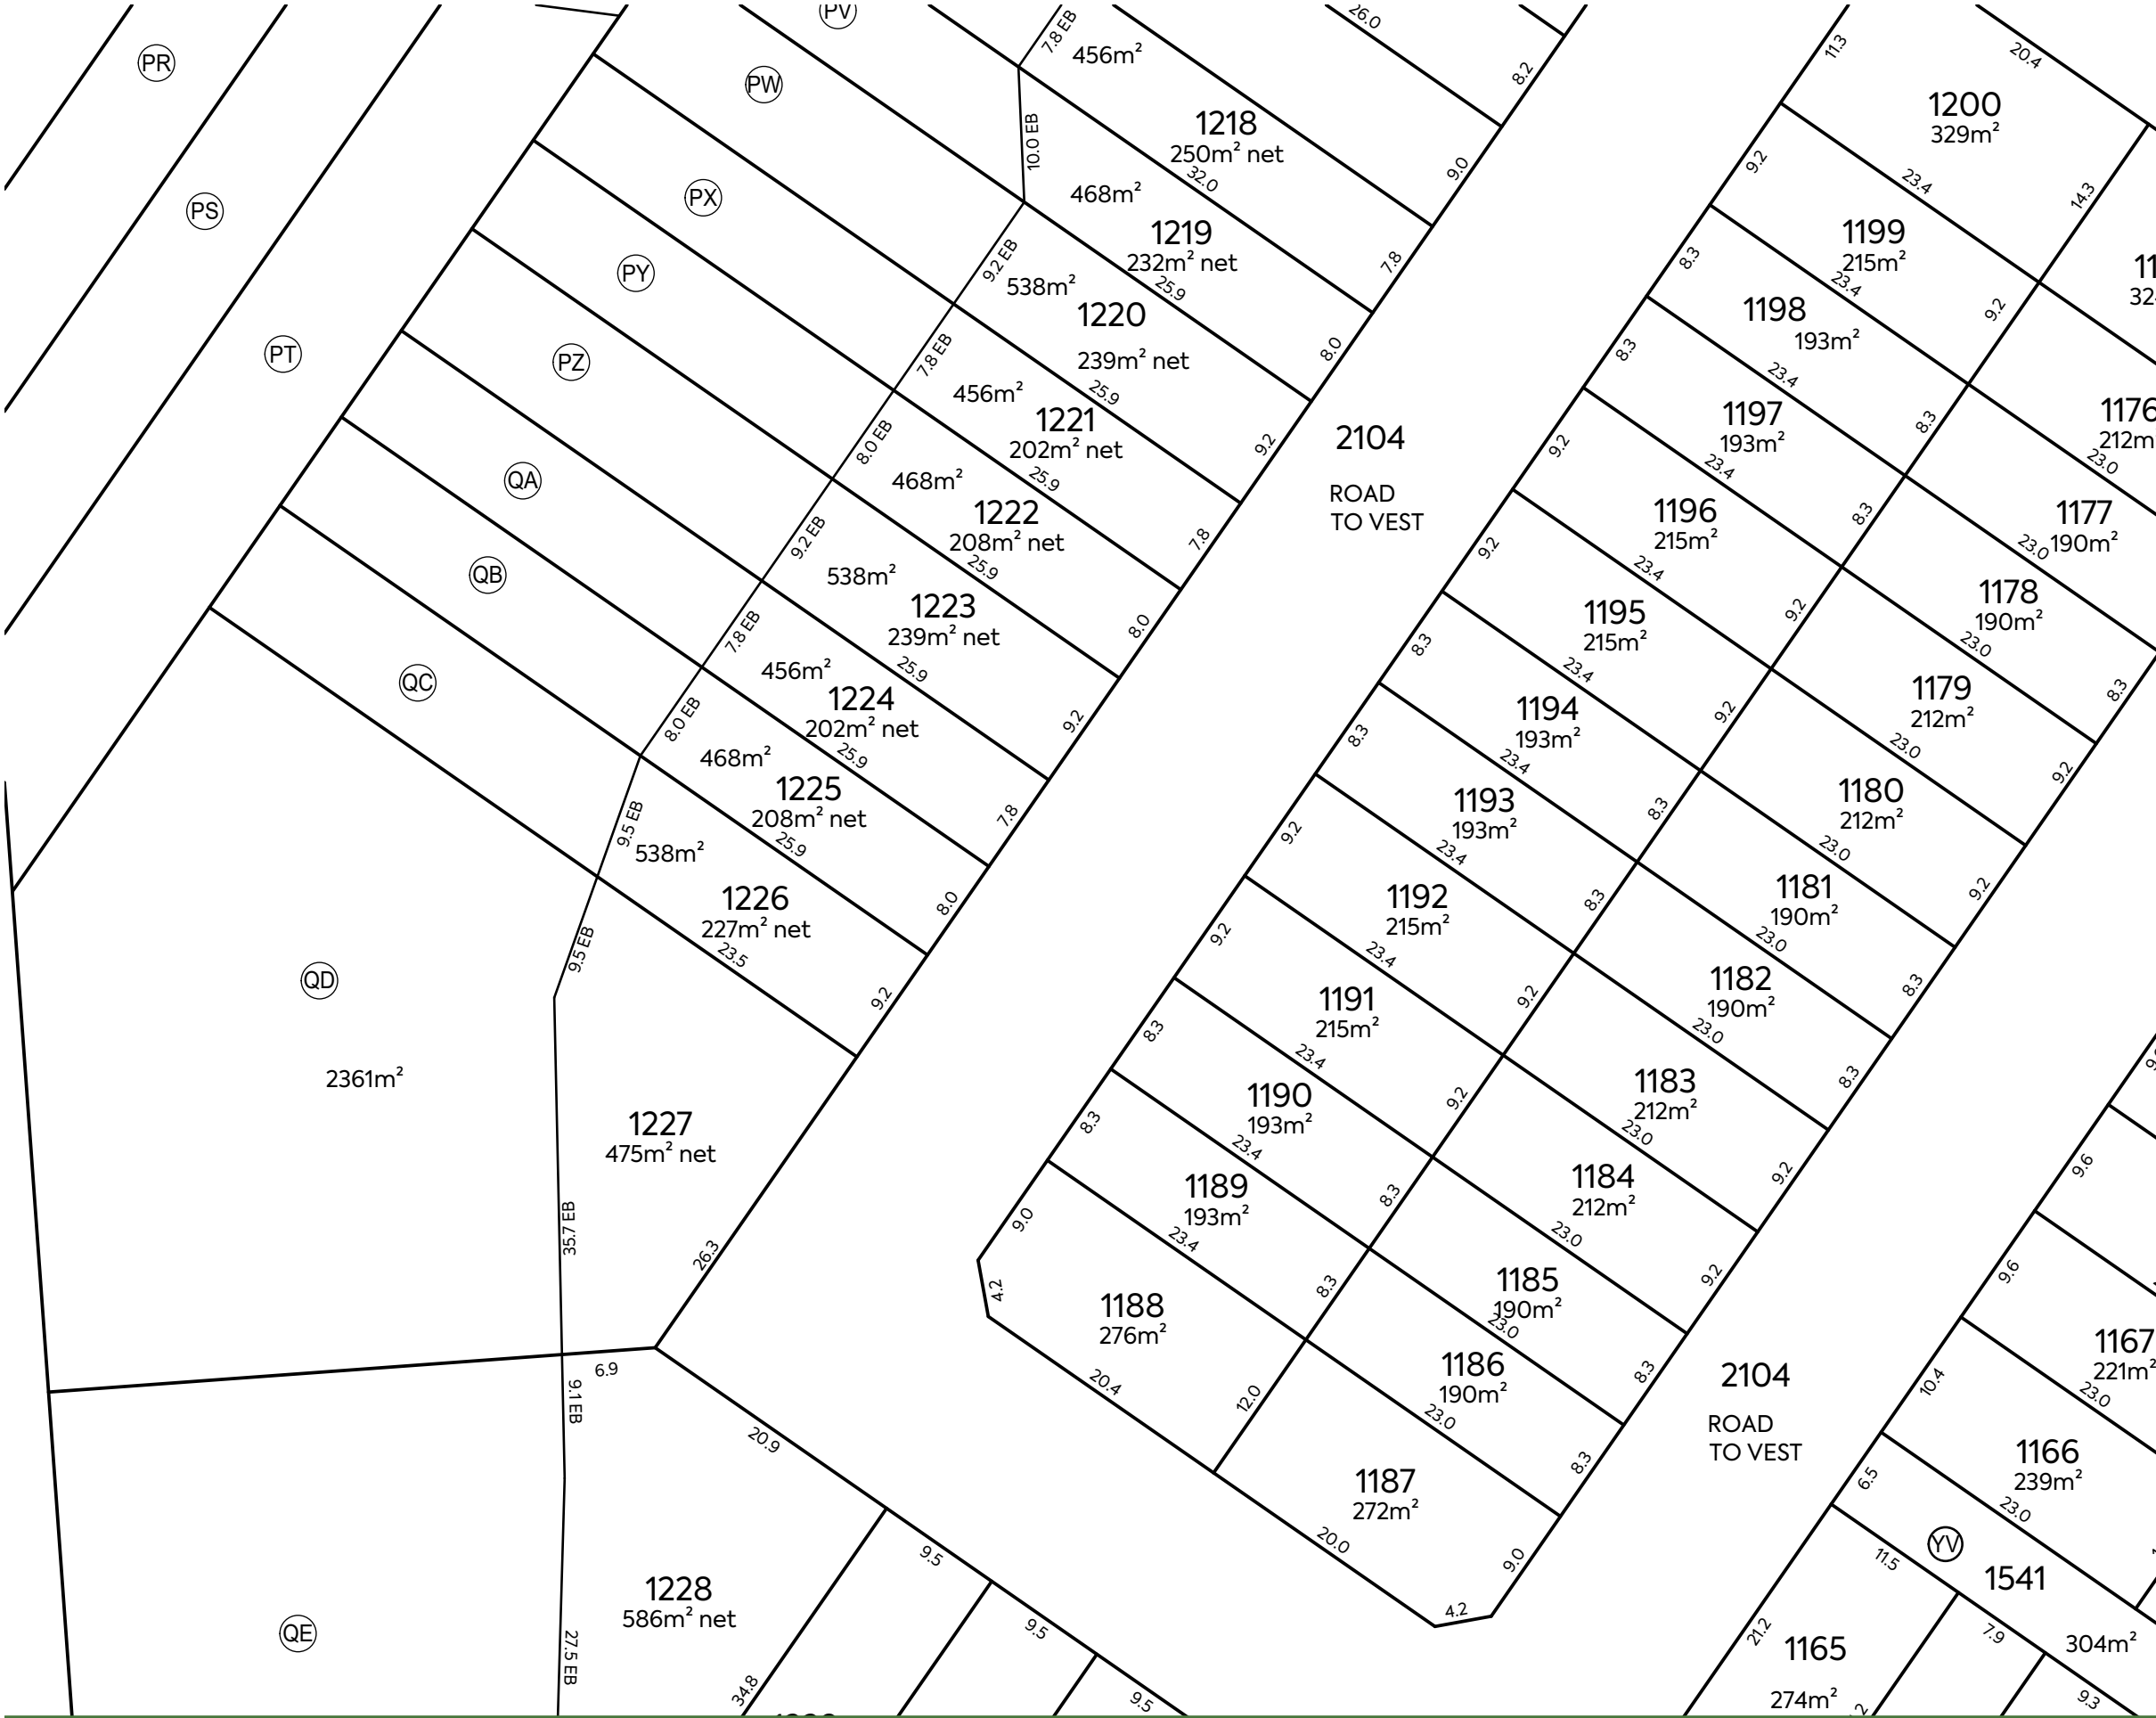 PR
PS
PT
PV
PW
PX
PY
PZ
QA
QB
QC
QD
2361m²
QE
7.8 EB
456m²
10.0 EB
1218
250m² net
32.0
468m²
1219
232m² net
25.9
9.2 EB
538m²
1220
239m² net
25.9
7.8 EB
456m²
1221
202m² net
25.9
8.0 EB
468m²
1222
208m² net
25.9
9.2 EB
538m²
1223
239m² net
25.9
7.8 EB
456m²
1224
202m² net
25.9
8.0 EB
468m²
1225
208m² net
25.9
9.5 EB
538m²
1226
227m² net
23.5
9.5 EB
1227
475m² net
35.7 EB
26.3
6.9
9.1 EB
20.9
1228
586m² net
27.5 EB
34.8
9.5
9.5
9.5
26.0
8.2
9.0
7.8
8.0
9.2
7.8
8.0
9.2
7.8
8.0
9.2
2104
ROAD
TO VEST
11.3
20.4
1200
329m²
23.4
14.3
9.2
1199
215m²
23.4
9.2
8.3
1198
193m²
23.4
8.3
8.3
1197
193m²
23.4
8.3
9.2
1196
215m²
23.4
9.2
9.2
1195
215m²
23.4
9.2
8.3
1194
193m²
23.4
8.3
8.3
1193
193m²
23.4
8.3
9.2
1192
215m²
23.4
9.2
9.2
1191
215m²
23.4
9.2
8.3
1190
193m²
23.4
8.3
8.3
1189
193m²
23.4
8.3
9.0
4.2
1188
276m²
20.4
12.0
1176
212m
23.0
1177
190m²
23.0
1178
190m²
23.0
8.3
1179
212m²
23.0
9.2
1180
212m²
23.0
9.2
1181
190m²
23.0
8.3
1182
190m²
23.0
8.3
1183
212m²
23.0
9.2
1184
212m²
23.0
9.2
1185
190m²
23.0
8.3
1186
190m²
23.0
8.3
1187
272m²
20.0
9.0
4.2
2104
ROAD
TO VEST
9.6
9.6
1167
221m²
23.0
10.4
1166
239m²
23.0
6.5
YV
1541
304m²
11.5
7.9
9.3
21.2
1165
274m²